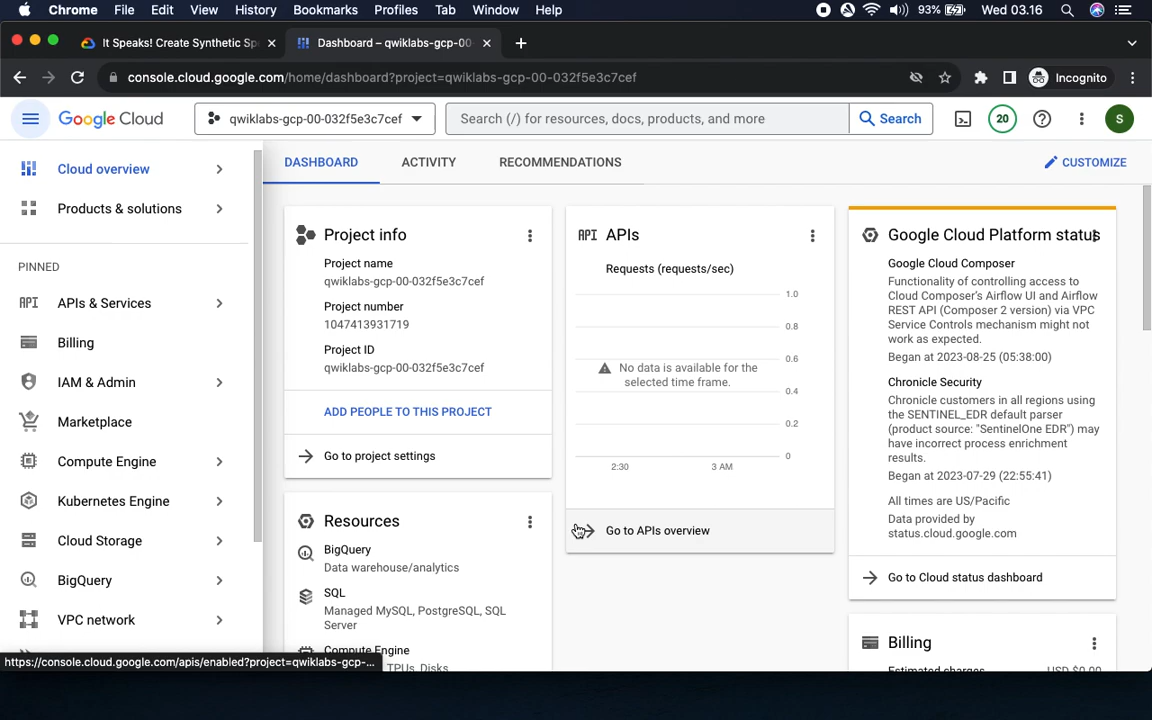 Chrome File Edit View History Bookmarks Profiles Tab Window Help 93% Wed 03.16
It Speaks! Create Synthetic Sp
Dashboard – qwiklabs-gcp-00
console.cloud.google.com/home/dashboard?project=qwiklabs-gcp-00-032f5e3c7cef
Incognito
Google Cloud
qwiklabs-gcp-00-032f5e3c7cef
Search (/) for resources, docs, products, and more
Search
20
S
Cloud overview
Products & solutions
PINNED
API APIs & Services
Billing
IAM & Admin
Marketplace
Compute Engine
Kubernetes Engine
Cloud Storage
BigQuery
VPC network
DASHBOARD
ACTIVITY
RECOMMENDATIONS
CUSTOMIZE
Project info
Project name
qwiklabs-gcp-00-032f5e3c7cef
Project number
1047413931719
Project ID
qwiklabs-gcp-00-032f5e3c7cef
ADD PEOPLE TO THIS PROJECT
Go to project settings
Resources
BigQuery
Data warehouse/analytics
SQL
Managed MySQL, PostgreSQL, SQL
Server
Compute Engine
TPUs, Disks
API APIs
Requests (requests/sec)
1.0
0.8
0.6
0.4
0.2
0
No data is available for the
selected time frame.
2:30
3 AM
Go to APIs overview
Google Cloud Platform status
Google Cloud Composer
Functionality of controlling access to
Cloud Composer's Airflow UI and Airflow
REST API (Composer 2 version) via VPC
Service Controls mechanism might not
work as expected.
Began at 2023-08-25 (05:38:00)
Chronicle Security
Chronicle customers in all regions using
the SENTINEL_EDR default parser
(product source: "SentinelOne EDR") may
have incorrect process enrichment
results.
Began at 2023-07-29 (22:55:41)
All times are US/Pacific
Data provided by
status.cloud.google.com
Go to Cloud status dashboard
Billing
Estimated charges
USD $0.00
https://console.cloud.google.com/apis/enabled?project=qwiklabs-gcp-...